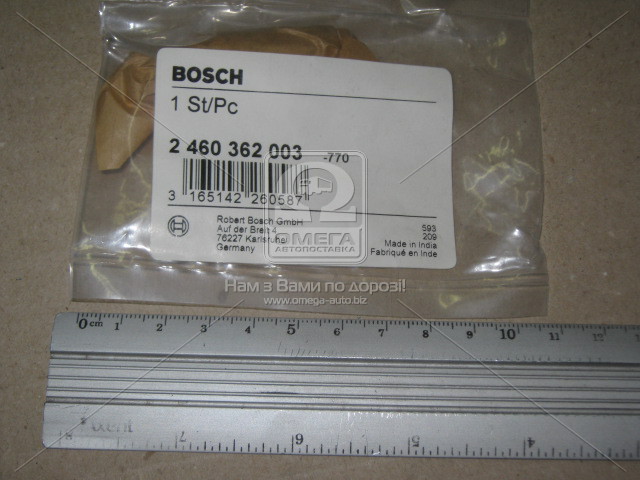 BOSCH
1 St/Pc
2 460 362 003 -770
3 165142 260587
Robert Bosch GmbH
Auf der Breit 4
76227 Karlsruhe/
Germany
593
209
Made in India
Fabriqué en Inde
ОМЕГА
АВТОПОСТАВКА
Нам з Вами по дорозі!
www.omega-auto.biz
0 cm 1 2 3 4 5 6 7 8 9 10 11 12
8 7 6 5 4